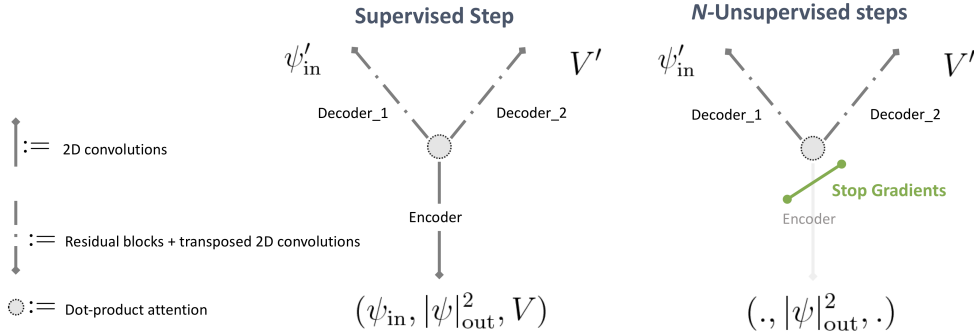 Supervised Step
N-Unsupervised steps
ψ′in
V′
ψ′in
V′
Decoder_1
Decoder_2
Decoder_1
Decoder_2
:= 2D convolutions
Stop Gradients
Encoder
Encoder
:= Residual blocks + transposed 2D convolutions
:= Dot-product attention
(ψin, |ψ|²out, V)
(., |ψ|²out, .)